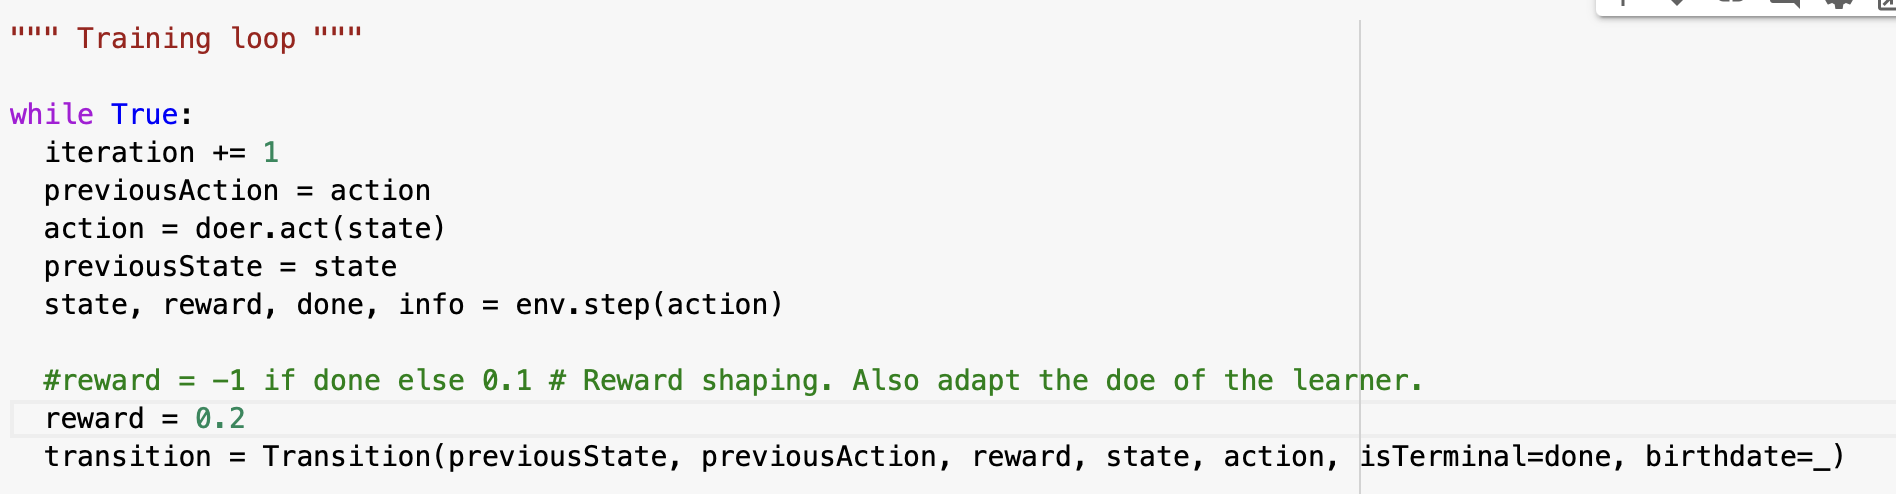 """ Training loop """
while True:
iteration += 1
previousAction = action
action = doer.act(state)
previousState = state
state, reward, done, info = env.step(action)
#reward = -1 if done else 0.1 # Reward shaping. Also adapt the doe of the learner.
reward = 0.2
transition = Transition(previousState, previousAction, reward, state, action, isTerminal=done, birthdate=_)